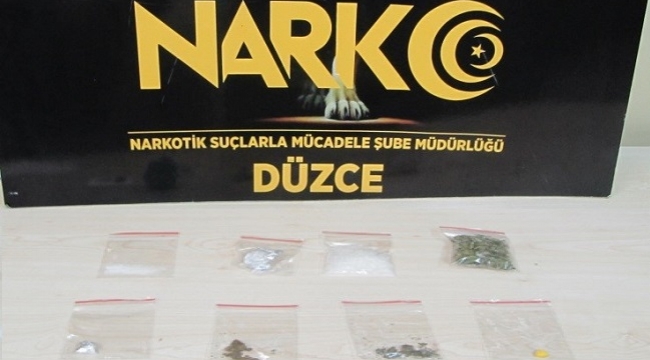 NARKO
NARKOTİK SUÇLARLA MÜCADELE ŞUBE MÜDÜRLÜĞÜ
DÜZCE